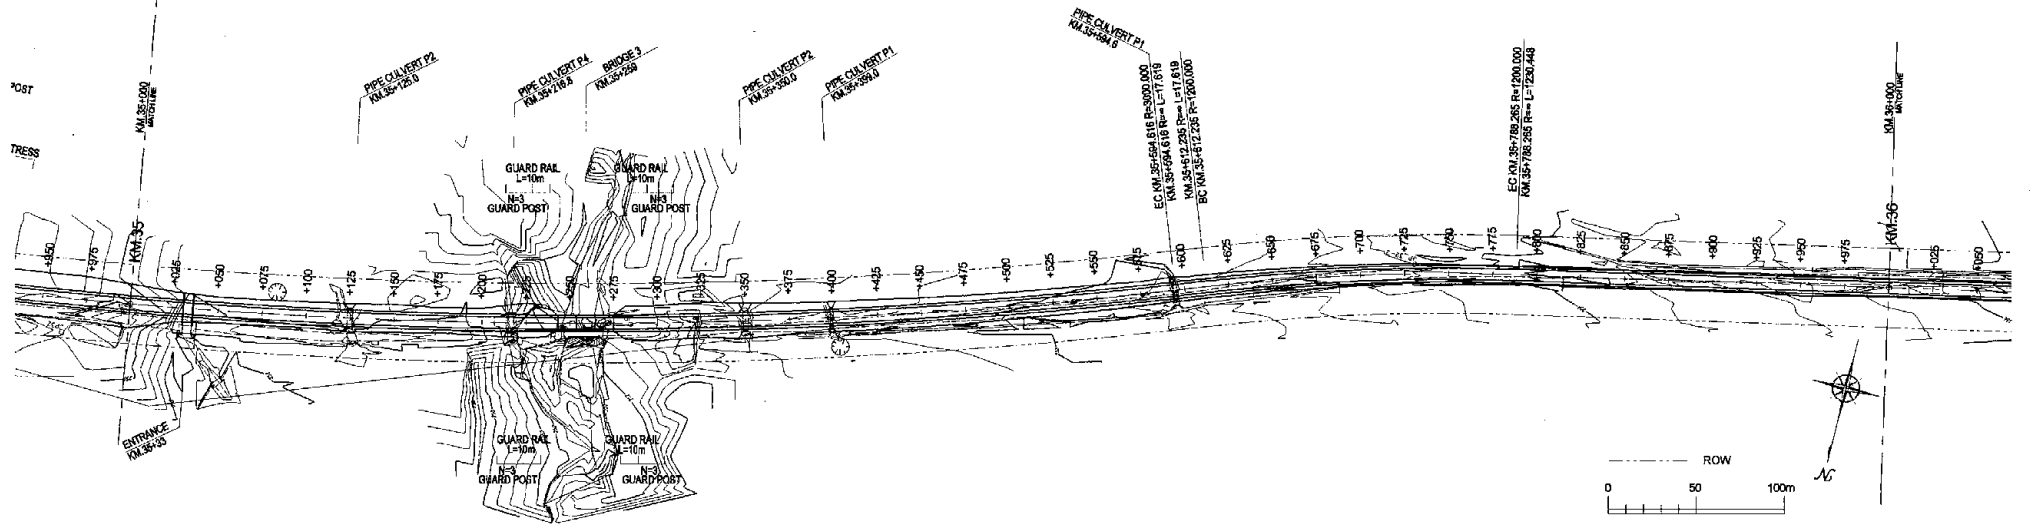 POST
TRESS
KM.35+000
MATCH LINE
PIPE CULVERT P2
KM.35+125.0
PIPE CULVERT P4
KM.35+216.8
BRIDGE 3
KM.35+259
PIPE CULVERT P2
KM.35+350.0
PIPE CULVERT P1
KM.35+399.0
PIPE CULVERT P1
KM.35+594.6
EC KM.35+594.616 R=3000.000
KM.35+594.616 R=∞ L=17.619
KM.35+612.235 R=∞ L=17.619
BC KM.35+612.235 R=1200.000
EC KM.35+788.265 R=1200.000
KM.35+788.265 R=∞ L=1230.448
KM.36+000
MATCH LINE
GUARD RAIL
L=10m
N=3
GUARD POST
GUARD RAIL
L=10m
N=3
GUARD POST
+950
+975
KM.35
+025
+050
+075
+100
+125
+150
+175
+200
+225
+250
+275
+300
+325
+350
+375
+400
+425
+450
+475
+500
+525
+550
+575
+600
+625
+650
+675
+700
+725
+750
+775
+800
+825
+850
+875
+900
+925
+950
+975
KM.36
+025
+050
ENTRANCE
KM.35+33
GUARD RAIL
L=10m
N=3
GUARD POST
GUARD RAIL
L=10m
N=3
GUARD POST
N
ROW
0 50 100m